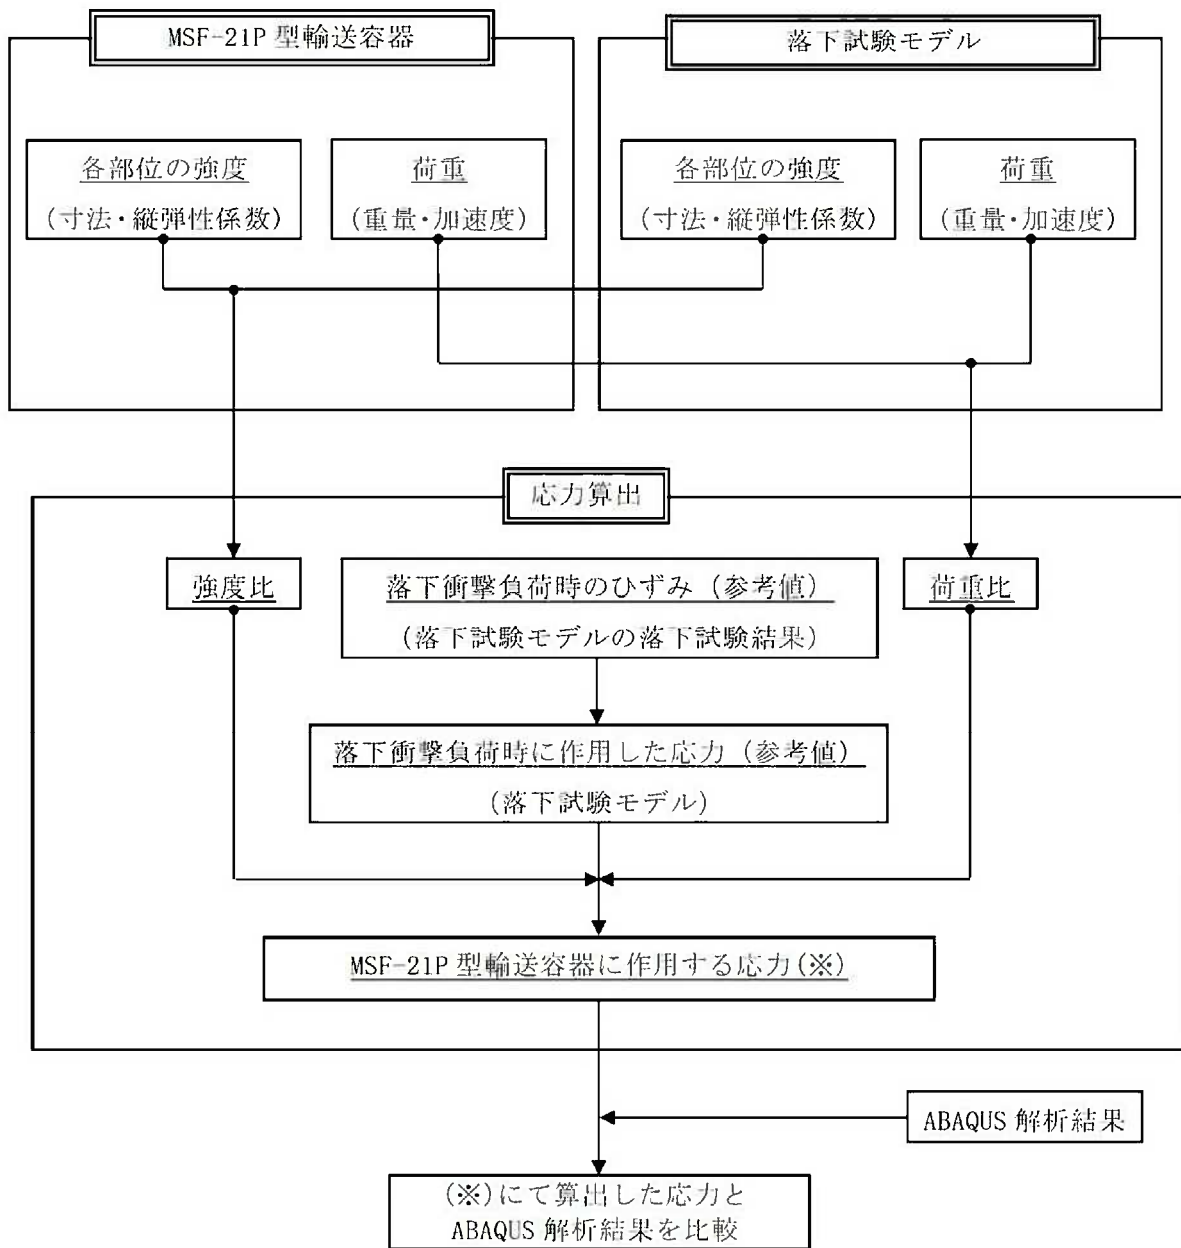 MSF-21P 型輸送容器
落下試験モデル
各部位の強度
(寸法・縦弾性係数)
荷重
(重量・加速度)
各部位の強度
(寸法・縦弾性係数)
荷重
(重量・加速度)
応力算出
強度比
落下衝撃負荷時のひずみ (参考値)
(落下試験モデルの落下試験結果)
荷重比
落下衝撃負荷時に作用した応力 (参考値)
(落下試験モデル)
MSF-21P 型輸送容器に作用する応力(※)
ABAQUS 解析結果
(※)にて算出した応力と
ABAQUS 解析結果を比較